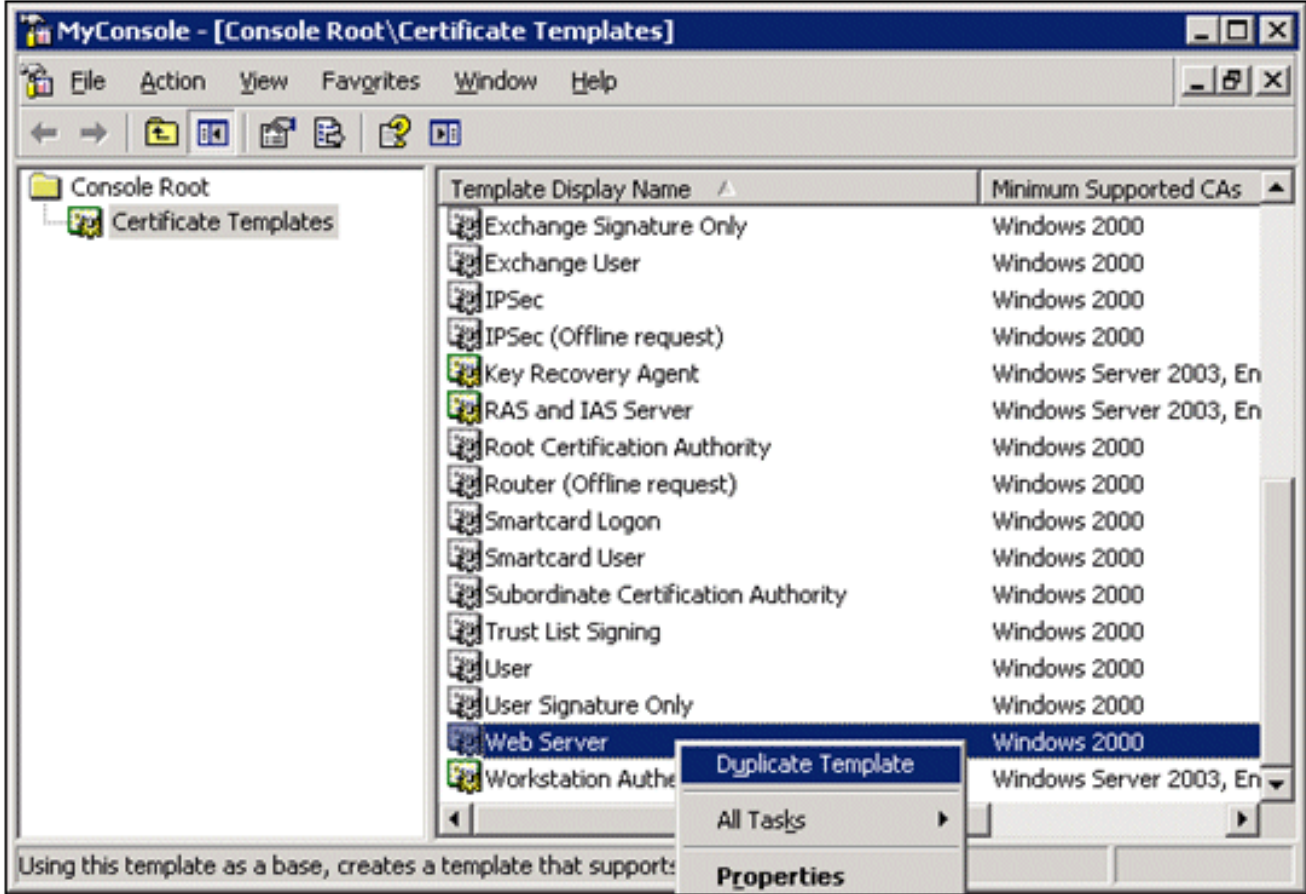 MyConsole - [Console Root\Certificate Templates]
File Action View Favorites Window Help
Console Root
Certificate Templates
Template Display Name Minimum Supported CAs
Exchange Signature Only Windows 2000
Exchange User Windows 2000
IPSec Windows 2000
IPSec (Offline request) Windows 2000
Key Recovery Agent Windows Server 2003, En
RAS and IAS Server Windows Server 2003, En
Root Certification Authority Windows 2000
Router (Offline request) Windows 2000
Smartcard Logon Windows 2000
Smartcard User Windows 2000
Subordinate Certification Authority Windows 2000
Trust List Signing Windows 2000
User Windows 2000
User Signature Only Windows 2000
Web Server Windows 2000
Workstation Authe Windows Server 2003, En
Duplicate Template
All Tasks
Properties
Using this template as a base, creates a template that supports